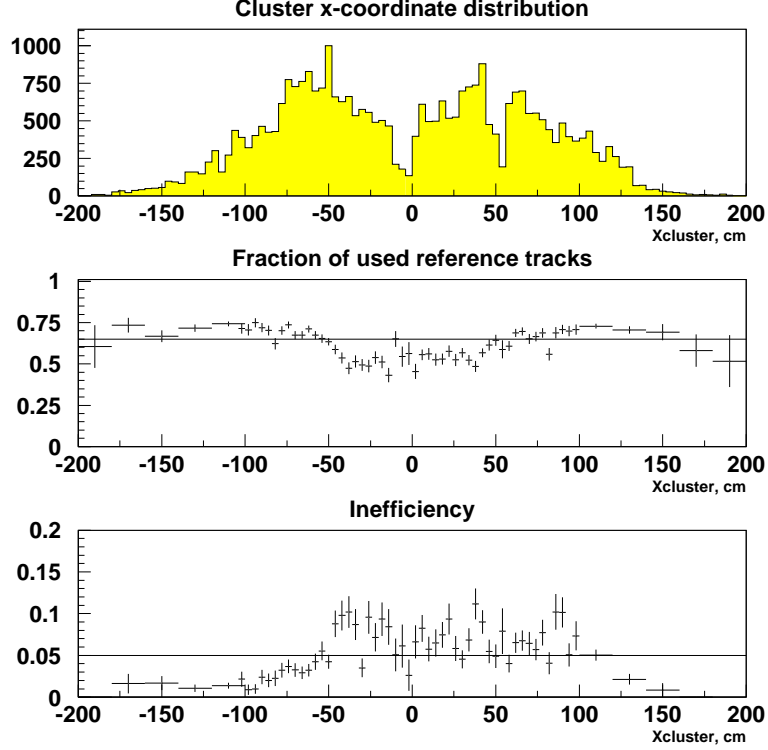 Cluster x-coordinate distribution
1000
750
500
250
0
-200 -150 -100 -50 0 50 100 150 200
Xcluster, cm
Fraction of used reference tracks
1
0.75
0.5
0.25
0
-200 -150 -100 -50 0 50 100 150 200
Xcluster, cm
Inefficiency
0.2
0.15
0.1
0.05
0
-200 -150 -100 -50 0 50 100 150 200
Xcluster, cm